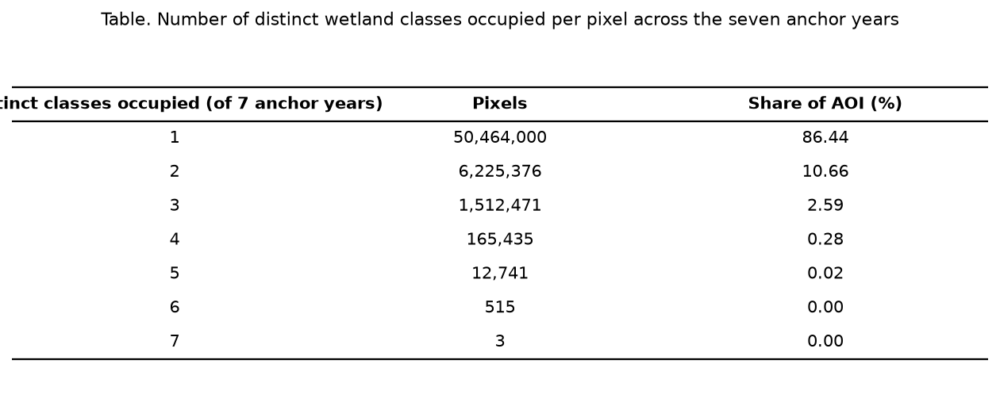 Table. Number of distinct wetland classes occupied per pixel across the seven anchor years
classes occupied (of 7 anchor years) Pixels Share of AOI (%)
1 50,464,000 86.44
2 6,225,376 10.66
3 1,512,471 2.59
4 165,435 0.28
5 12,741 0.02
6 515 0.00
7 3 0.00